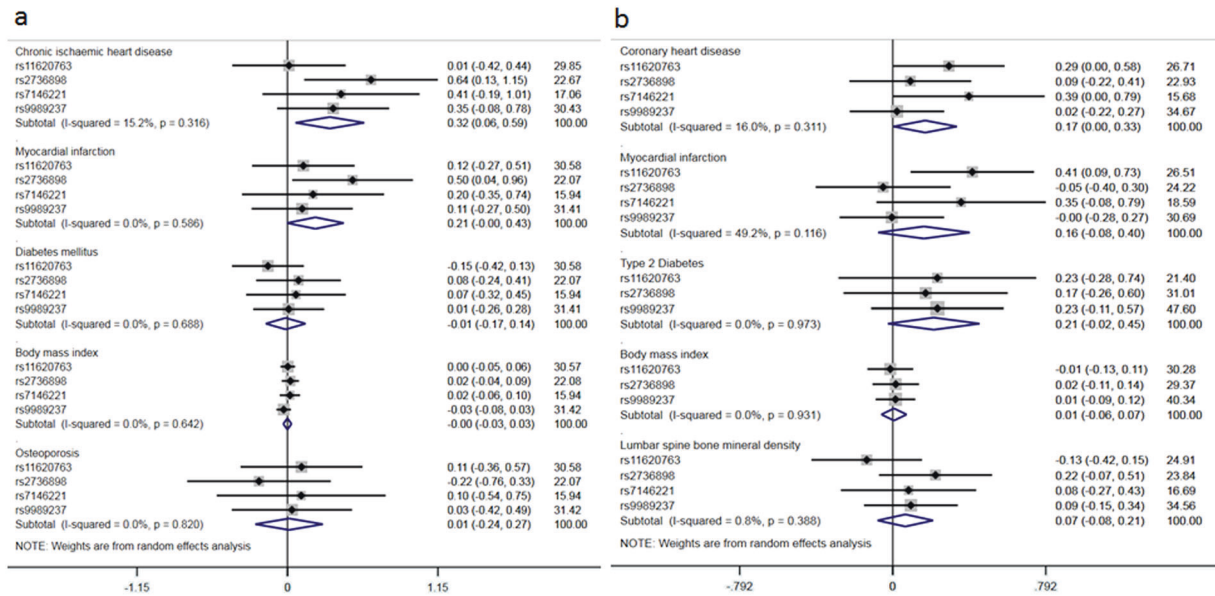 a
Chronic ischaemic heart disease
rs11620763 0.01 (-0.42, 0.44) 29.85
rs2736898 0.64 (0.13, 1.15) 22.67
rs7146221 0.41 (-0.19, 1.01) 17.06
rs9989237 0.35 (-0.08, 0.78) 30.43
Subtotal (I-squared = 15.2%, p = 0.316) 0.32 (0.06, 0.59) 100.00
.
Myocardial infarction
rs11620763 0.12 (-0.27, 0.51) 30.58
rs2736898 0.50 (0.04, 0.96) 22.07
rs7146221 0.20 (-0.35, 0.74) 15.94
rs9989237 0.11 (-0.27, 0.50) 31.41
Subtotal (I-squared = 0.0%, p = 0.586) 0.21 (-0.00, 0.43) 100.00
.
Diabetes mellitus
rs11620763 -0.15 (-0.42, 0.13) 30.58
rs2736898 0.08 (-0.24, 0.41) 22.07
rs7146221 0.07 (-0.32, 0.45) 15.94
rs9989237 0.01 (-0.26, 0.28) 31.41
Subtotal (I-squared = 0.0%, p = 0.688) -0.01 (-0.17, 0.14) 100.00
.
Body mass index
rs11620763 0.00 (-0.05, 0.06) 30.57
rs2736898 0.02 (-0.04, 0.09) 22.08
rs7146221 0.02 (-0.06, 0.10) 15.94
rs9989237 -0.03 (-0.08, 0.03) 31.42
Subtotal (I-squared = 0.0%, p = 0.642) -0.00 (-0.03, 0.03) 100.00
.
Osteoporosis
rs11620763 0.11 (-0.36, 0.57) 30.58
rs2736898 -0.22 (-0.76, 0.33) 22.07
rs7146221 0.10 (-0.54, 0.75) 15.94
rs9989237 0.03 (-0.42, 0.49) 31.42
Subtotal (I-squared = 0.0%, p = 0.820) 0.01 (-0.24, 0.27) 100.00
NOTE: Weights are from random effects analysis
-1.15 0 1.15
b
Coronary heart disease
rs11620763 0.29 (0.00, 0.58) 26.71
rs2736898 0.09 (-0.22, 0.41) 22.93
rs7146221 0.39 (0.00, 0.79) 15.68
rs9989237 0.02 (-0.22, 0.27) 34.67
Subtotal (I-squared = 16.0%, p = 0.311) 0.17 (0.00, 0.33) 100.00
.
Myocardial infarction
rs11620763 0.41 (0.09, 0.73) 26.51
rs2736898 -0.05 (-0.40, 0.30) 24.22
rs7146221 0.35 (-0.08, 0.79) 18.59
rs9989237 -0.00 (-0.28, 0.27) 30.69
Subtotal (I-squared = 49.2%, p = 0.116) 0.16 (-0.08, 0.40) 100.00
.
Type 2 Diabetes
rs11620763 0.23 (-0.28, 0.74) 21.40
rs2736898 0.17 (-0.26, 0.60) 31.01
rs9989237 0.23 (-0.11, 0.57) 47.60
Subtotal (I-squared = 0.0%, p = 0.973) 0.21 (-0.02, 0.45) 100.00
.
Body mass index
rs11620763 -0.01 (-0.13, 0.11) 30.28
rs2736898 0.02 (-0.11, 0.14) 29.37
rs9989237 0.01 (-0.09, 0.12) 40.34
Subtotal (I-squared = 0.0%, p = 0.931) 0.01 (-0.06, 0.07) 100.00
.
Lumbar spine bone mineral density
rs11620763 -0.13 (-0.42, 0.15) 24.91
rs2736898 0.22 (-0.07, 0.51) 23.84
rs7146221 0.08 (-0.27, 0.43) 16.69
rs9989237 0.09 (-0.15, 0.34) 34.56
Subtotal (I-squared = 0.8%, p = 0.388) 0.07 (-0.08, 0.21) 100.00
NOTE: Weights are from random effects analysis
-.792 0 .792